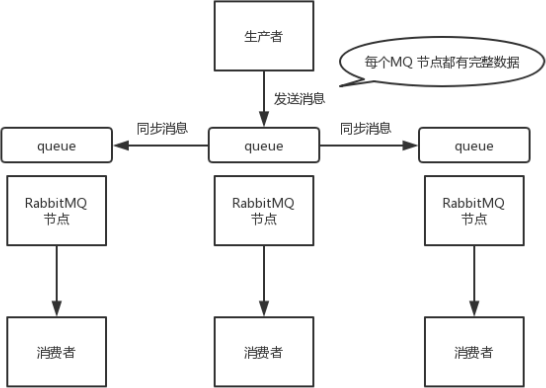 生产者
每个MQ 节点都有完整数据
发送消息
同步消息
同步消息
queue
queue
queue
RabbitMQ
节点
RabbitMQ
节点
RabbitMQ
节点
消费者
消费者
消费者